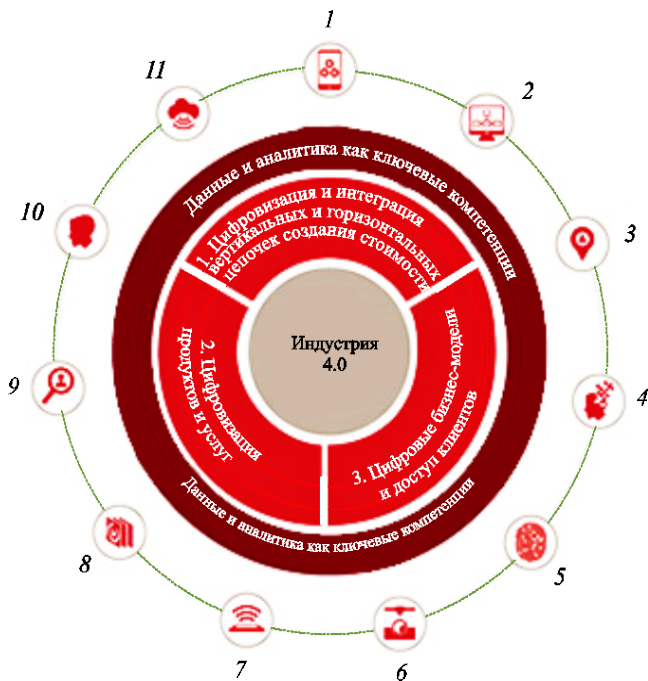 1
2
3
4
5
6
7
8
9
10
11
Данные и аналитика как ключевые компетенции
1. Цифровизация и интеграция
вертикальных и горизонтальных
цепочек создания стоимости
Индустрия
4.0
2. Цифровизация
продуктов и услуг
3. Цифровые бизнес-модели
и доступ клиентов
Данные и аналитика как ключевые компетенции